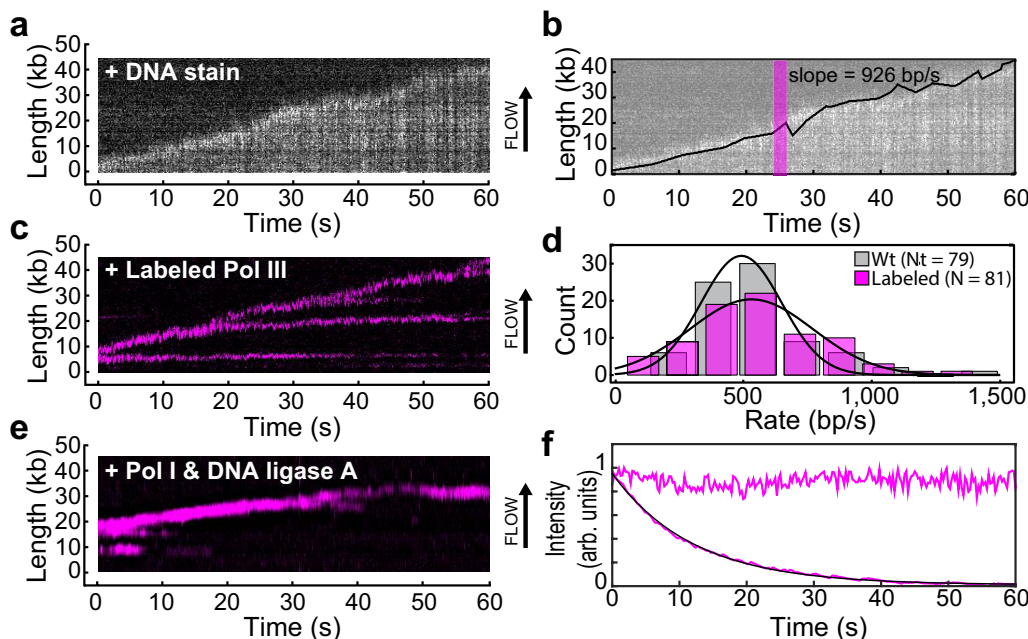 a
50
40
30
20
10
0
Length (kb)
+ DNA stain
0 10 20 30 40 50 60
Time (s)
FLOW
b
50
40
30
20
10
0
Length (kb)
slope = 926 bp/s
0 10 20 30 40 50 60
Time (s)
c
50
40
30
20
10
0
Length (kb)
+ Labeled Pol III
0 10 20 30 40 50 60
Time (s)
FLOW
d
30
20
10
0
Count
Wt (Nt = 79)
Labeled (N = 81)
0 500 1,000 1,500
Rate (bp/s)
e
50
40
30
20
10
0
Length (kb)
+ Pol I & DNA ligase A
0 10 20 30 40 50 60
Time (s)
FLOW
f
1
0
Intensity
(arb. units)
0 10 20 30 40 50 60
Time (s)